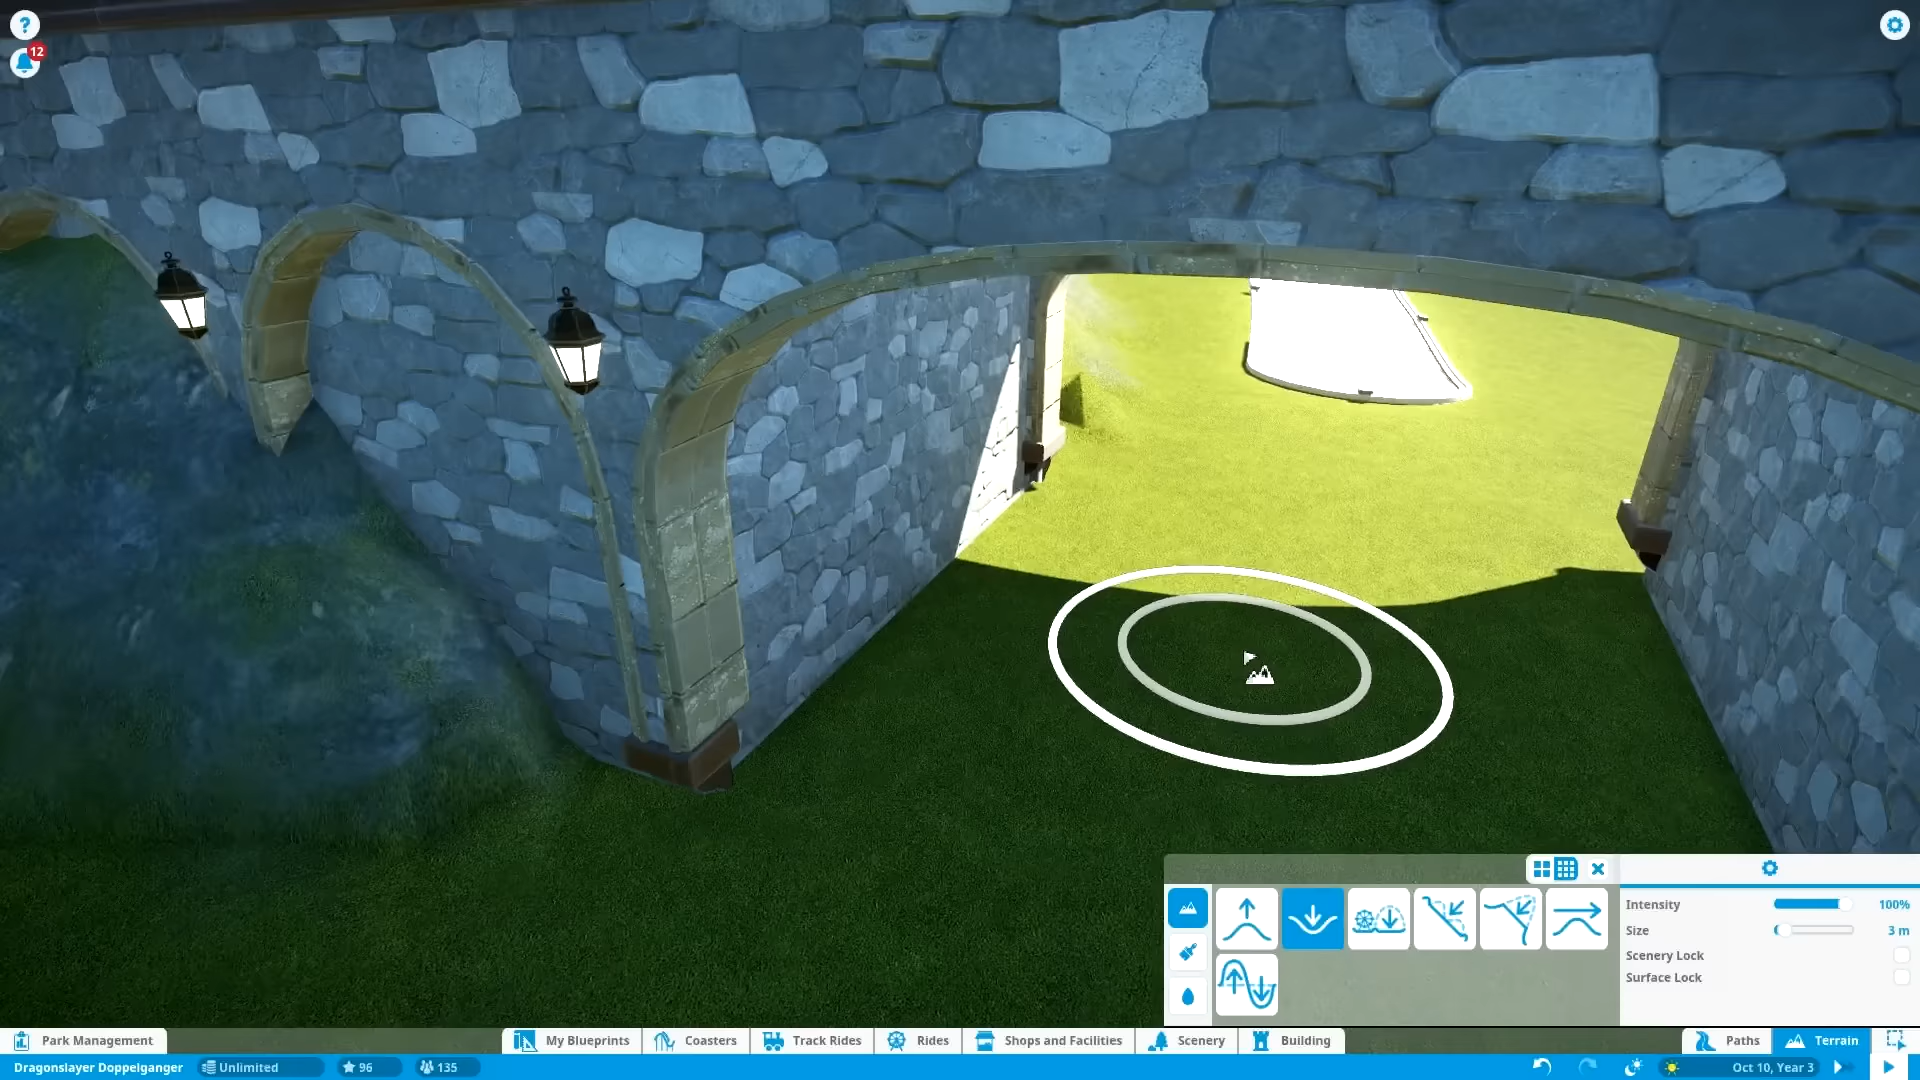 ?
12
Intensity 100%
Size 3 m
Scenery Lock
Surface Lock
Park Management
My Blueprints
Coasters
Track Rides
Rides
Shops and Facilities
Scenery
Building
Paths
Terrain
Dragonslayer Doppelganger
Unlimited
96
135
Oct 10, Year 3